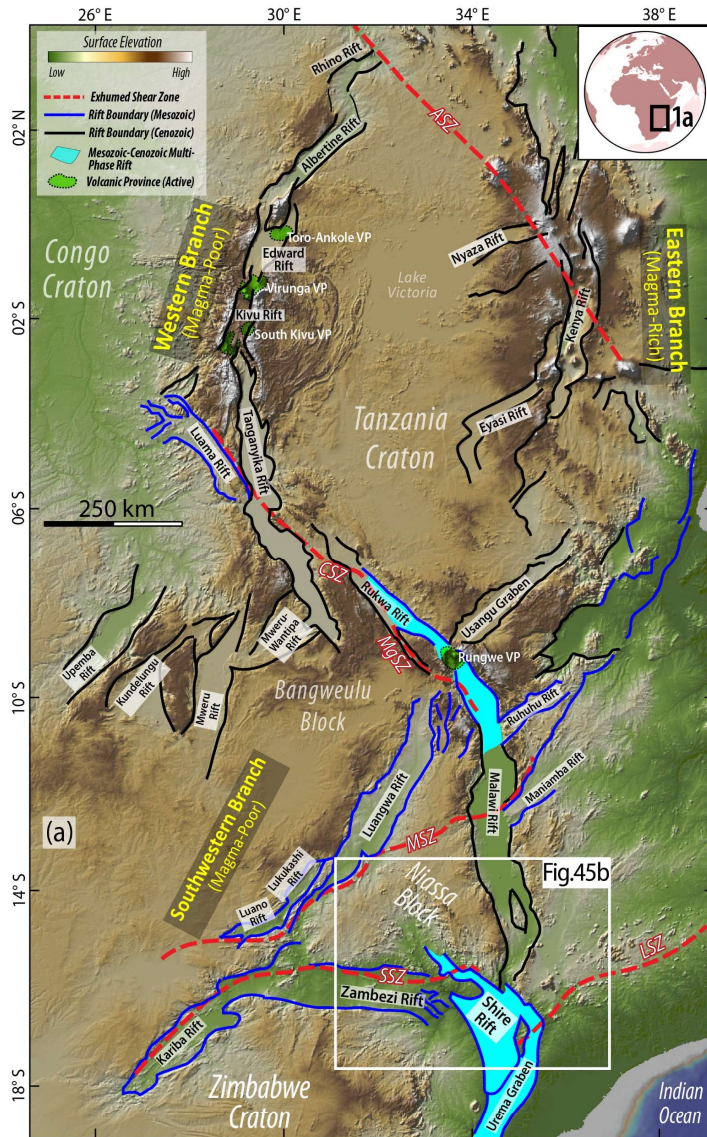 26° E
30° E
34° E
38° E
Surface Elevation
Low
High
Exhumed Shear Zone
Rift Boundary (Mesozoic)
Rift Boundary (Cenozoic)
Mesozoic-Cenozoic Multi-
Phase Rift
Volcanic Province (Active)
1a
02°N
02°S
06°S
10°S
14°S
18°S
Rhino Rift
ASZ
Albertine Rift
Toro-Ankole VP
Edward
Rift
Virunga VP
Kivu Rift
South Kivu VP
Congo
Craton
Western Branch
(Magma-Poor)
Nyaza Rift
Lake
Victoria
Kenya Rift
Eastern Branch
(Magma-Rich)
Eyasi Rift
Tanzania
Craton
Luama Rift
Tanganyika Rift
250 km
CSZ
Rukwa Rift
Usangu Graben
MgSZ
Rungwe VP
Mweru-
Wantipa
Rift
Upemba
Rift
Kundelungu
Rift
Mweru
Rift
Bangweulu
Block
Ruhuhu Rift
Maniamba Rift
Malawi Rift
Luangwa Rift
MSZ
Southwestern Branch
(Magma-Poor)
(a)
Lukukashi
Rift
Luano
Rift
Niassa
Block
Fig.45b
LSZ
SSZ
Zambezi Rift
Shire
Rift
Kariba Rift
Zimbabwe
Craton
Urema Graben
Indian
Ocean